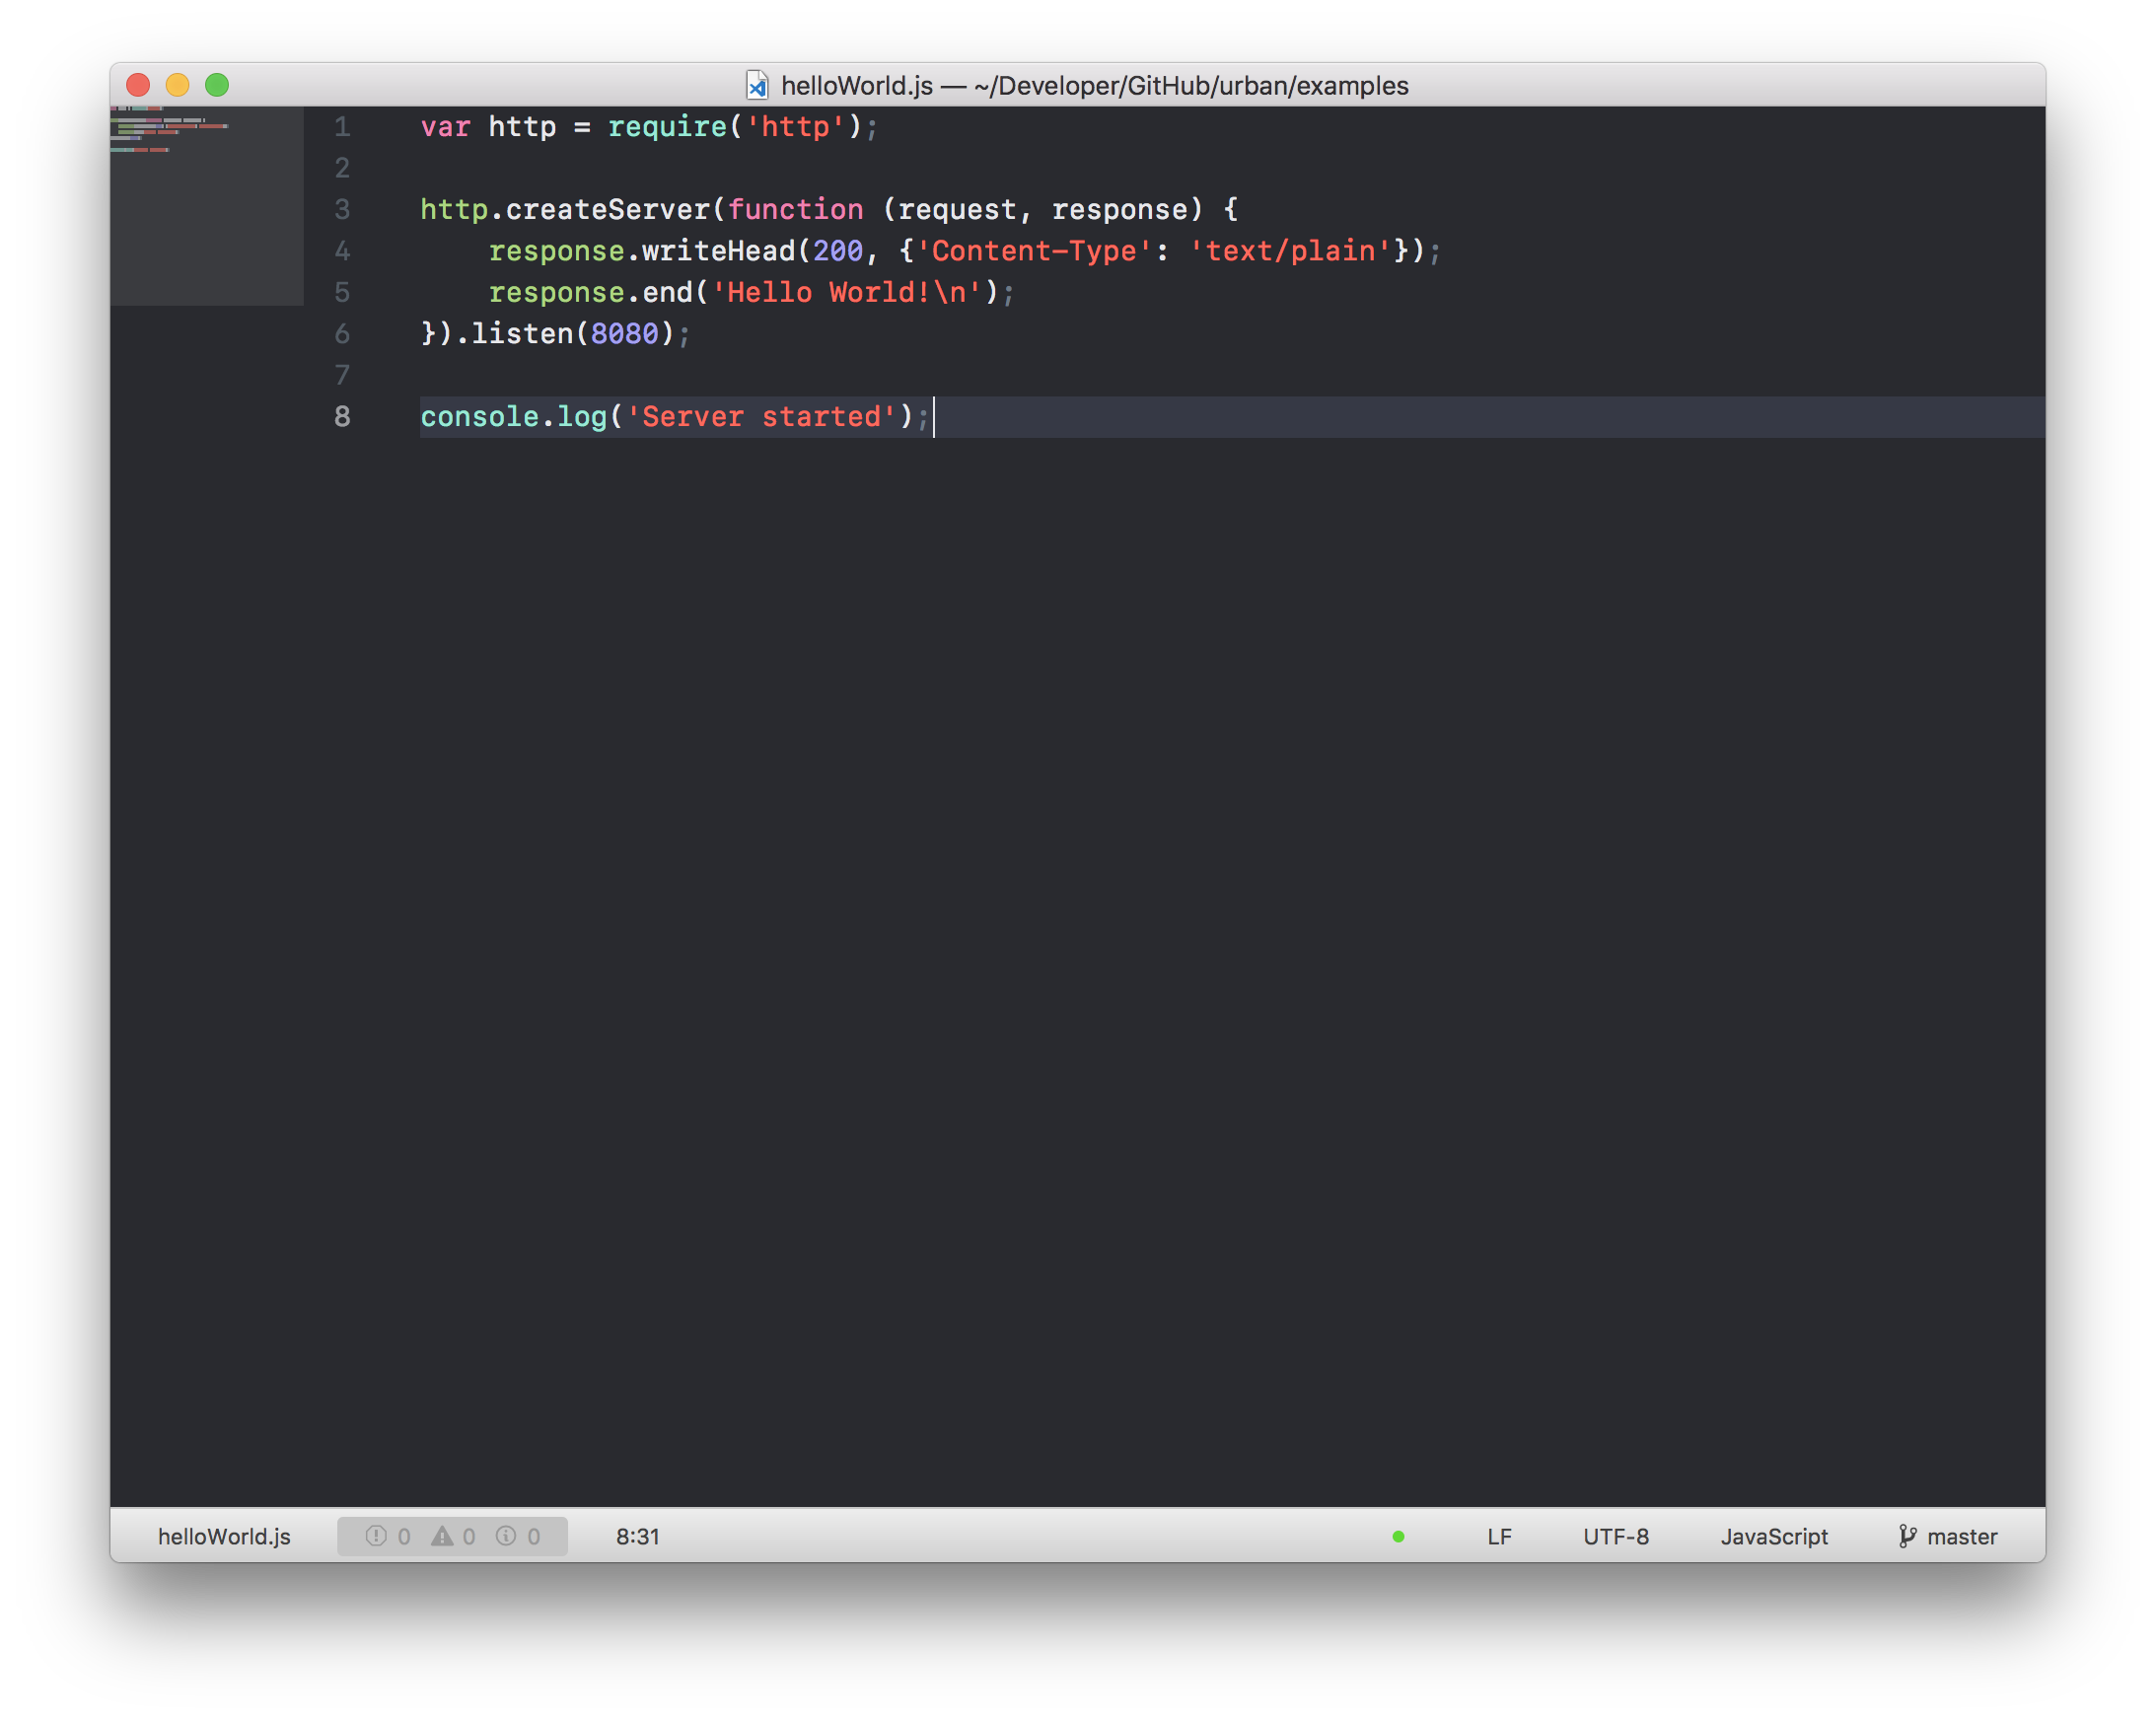 helloWorld.js — ~/Developer/GitHub/urban/examples
1 var http = require('http');
2
3 http.createServer(function (request, response) {
4     response.writeHead(200, {'Content-Type': 'text/plain'});
5     response.end('Hello World!\n');
6 }).listen(8080);
7
8 console.log('Server started');
helloWorld.js 0 0 0 8:31 LF UTF-8 JavaScript master